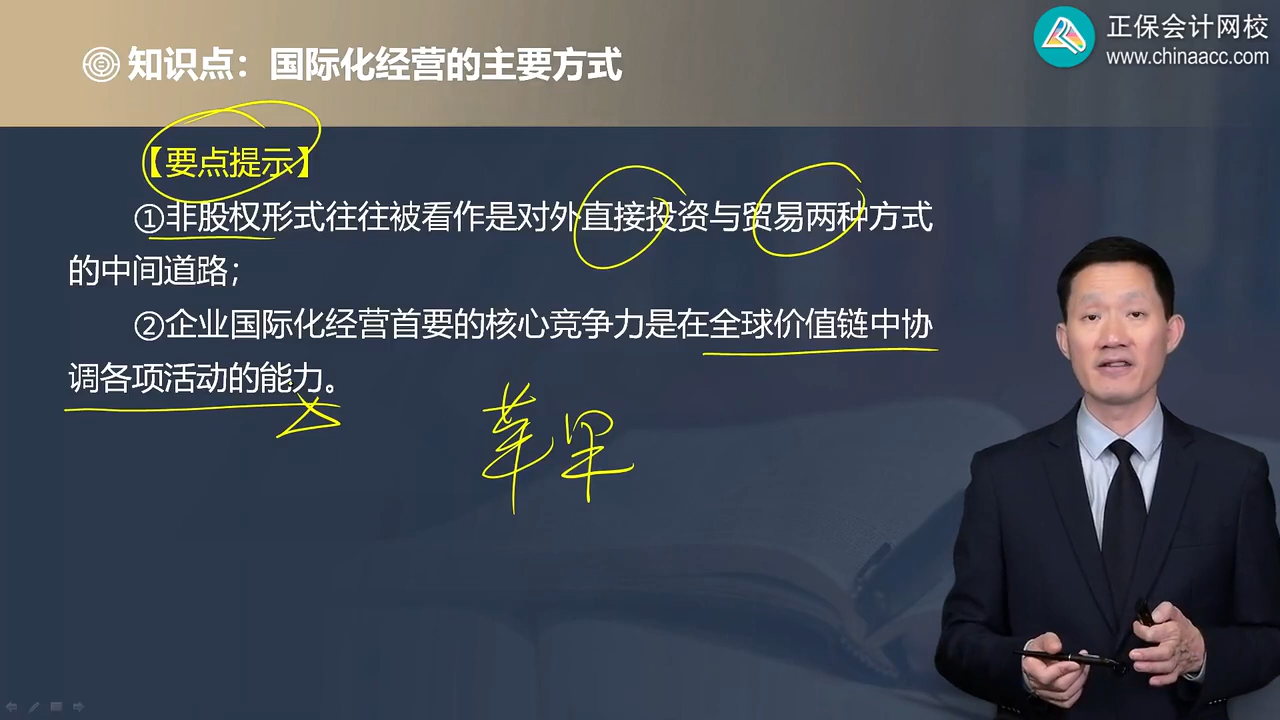 正保会计网校
www.chinaacc.com
知识点：国际化经营的主要方式
【要点提示】
①非股权形式往往被看作是对外直接投资与贸易两种方式
的中间道路；
②企业国际化经营首要的核心竞争力是在全球价值链中协
调各项活动的能力。
苹果